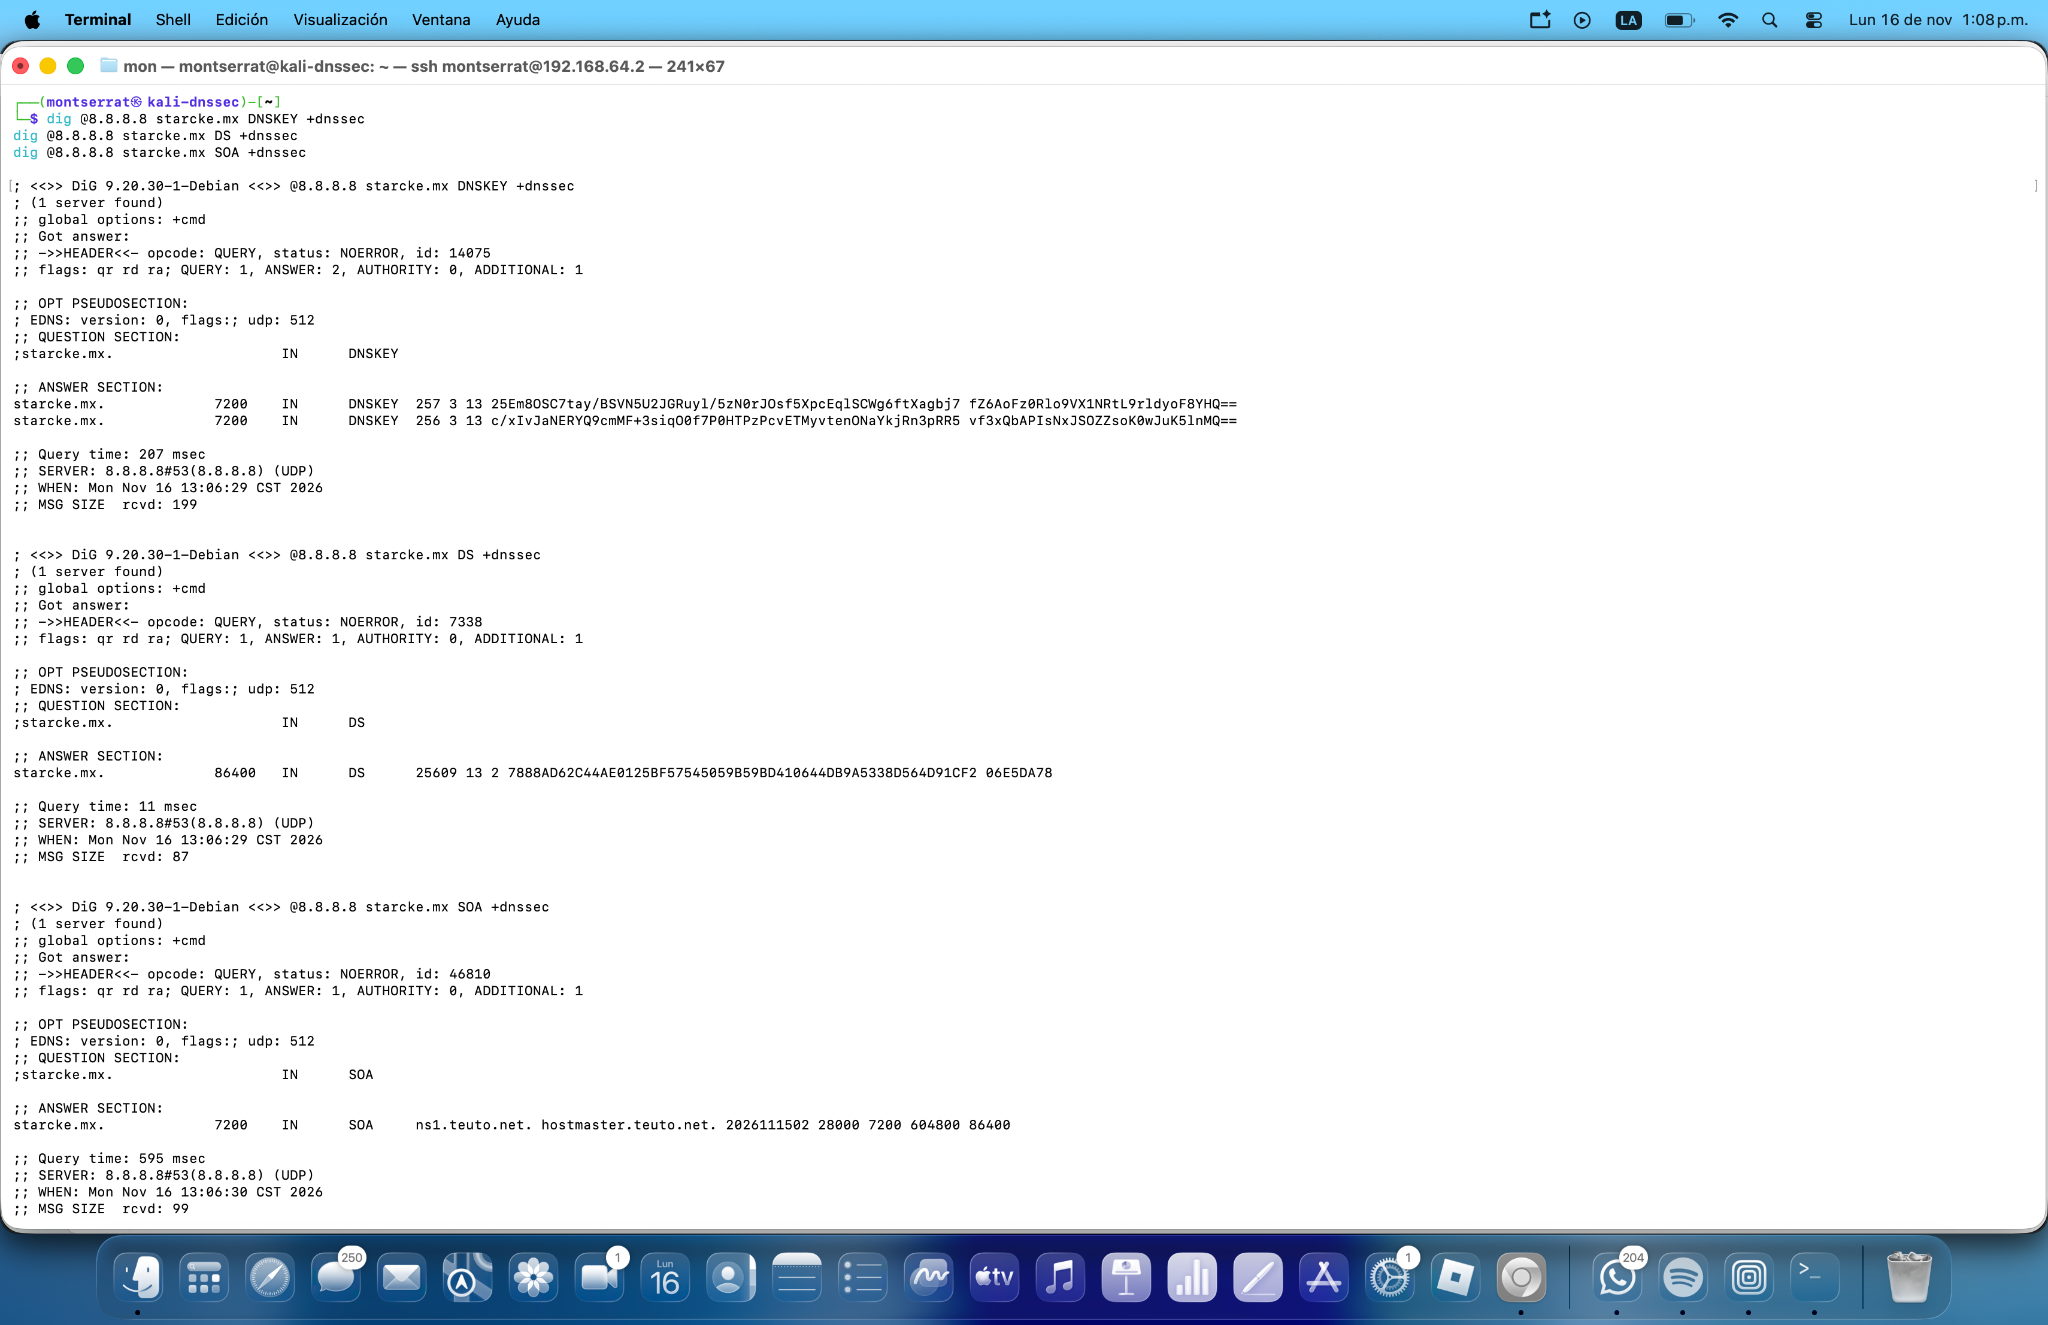 Terminal Shell Edición Visualización Ventana Ayuda LA Lun 16 de nov 1:08 p.m.
mon — montserrat@kali-dnssec: ~ — ssh montserrat@192.168.64.2 — 241×67
┌──(montserrat㉿kali-dnssec)-[~]
└─$ dig @8.8.8.8 starcke.mx DNSKEY +dnssec
dig @8.8.8.8 starcke.mx DS +dnssec
dig @8.8.8.8 starcke.mx SOA +dnssec
; <<>> DiG 9.20.30-1-Debian <<>> @8.8.8.8 starcke.mx DNSKEY +dnssec
; (1 server found)
;; global options: +cmd
;; Got answer:
;; ->>HEADER<<- opcode: QUERY, status: NOERROR, id: 14075
;; flags: qr rd ra; QUERY: 1, ANSWER: 2, AUTHORITY: 0, ADDITIONAL: 1
;; OPT PSEUDOSECTION:
; EDNS: version: 0, flags:; udp: 512
;; QUESTION SECTION:
;starcke.mx. IN DNSKEY
;; ANSWER SECTION:
starcke.mx. 7200 IN DNSKEY 257 3 13 25Em8OSC7tay/BSVN5U2JGRuyl/5zN0rJOsf5XpcEqlSCWg6ftXagbj7 fZ6AoFz0Rlo9VX1NRtL9rldyoF8YHQ==
starcke.mx. 7200 IN DNSKEY 256 3 13 c/xIvJaNERYQ9cmMF+3siqO0f7P0HTPzPcvETMyvtenONaYkjRn3pRR5 vf3xQbAPIsNxJSOZZsoK0wJuK5lnMQ==
;; Query time: 207 msec
;; SERVER: 8.8.8.8#53(8.8.8.8) (UDP)
;; WHEN: Mon Nov 16 13:06:29 CST 2026
;; MSG SIZE rcvd: 199
; <<>> DiG 9.20.30-1-Debian <<>> @8.8.8.8 starcke.mx DS +dnssec
; (1 server found)
;; global options: +cmd
;; Got answer:
;; ->>HEADER<<- opcode: QUERY, status: NOERROR, id: 7338
;; flags: qr rd ra; QUERY: 1, ANSWER: 1, AUTHORITY: 0, ADDITIONAL: 1
;; OPT PSEUDOSECTION:
; EDNS: version: 0, flags:; udp: 512
;; QUESTION SECTION:
;starcke.mx. IN DS
;; ANSWER SECTION:
starcke.mx. 86400 IN DS 25609 13 2 7888AD62C44AE0125BF57545059B59BD410644DB9A5338D564D91CF2 06E5DA78
;; Query time: 11 msec
;; SERVER: 8.8.8.8#53(8.8.8.8) (UDP)
;; WHEN: Mon Nov 16 13:06:29 CST 2026
;; MSG SIZE rcvd: 87
; <<>> DiG 9.20.30-1-Debian <<>> @8.8.8.8 starcke.mx SOA +dnssec
; (1 server found)
;; global options: +cmd
;; Got answer:
;; ->>HEADER<<- opcode: QUERY, status: NOERROR, id: 46810
;; flags: qr rd ra; QUERY: 1, ANSWER: 1, AUTHORITY: 0, ADDITIONAL: 1
;; OPT PSEUDOSECTION:
; EDNS: version: 0, flags:; udp: 512
;; QUESTION SECTION:
;starcke.mx. IN SOA
;; ANSWER SECTION:
starcke.mx. 7200 IN SOA ns1.teuto.net. hostmaster.teuto.net. 2026111502 28000 7200 604800 86400
;; Query time: 595 msec
;; SERVER: 8.8.8.8#53(8.8.8.8) (UDP)
;; WHEN: Mon Nov 16 13:06:30 CST 2026
;; MSG SIZE rcvd: 99
250 1 Lun 16 tv 1 >_ 204